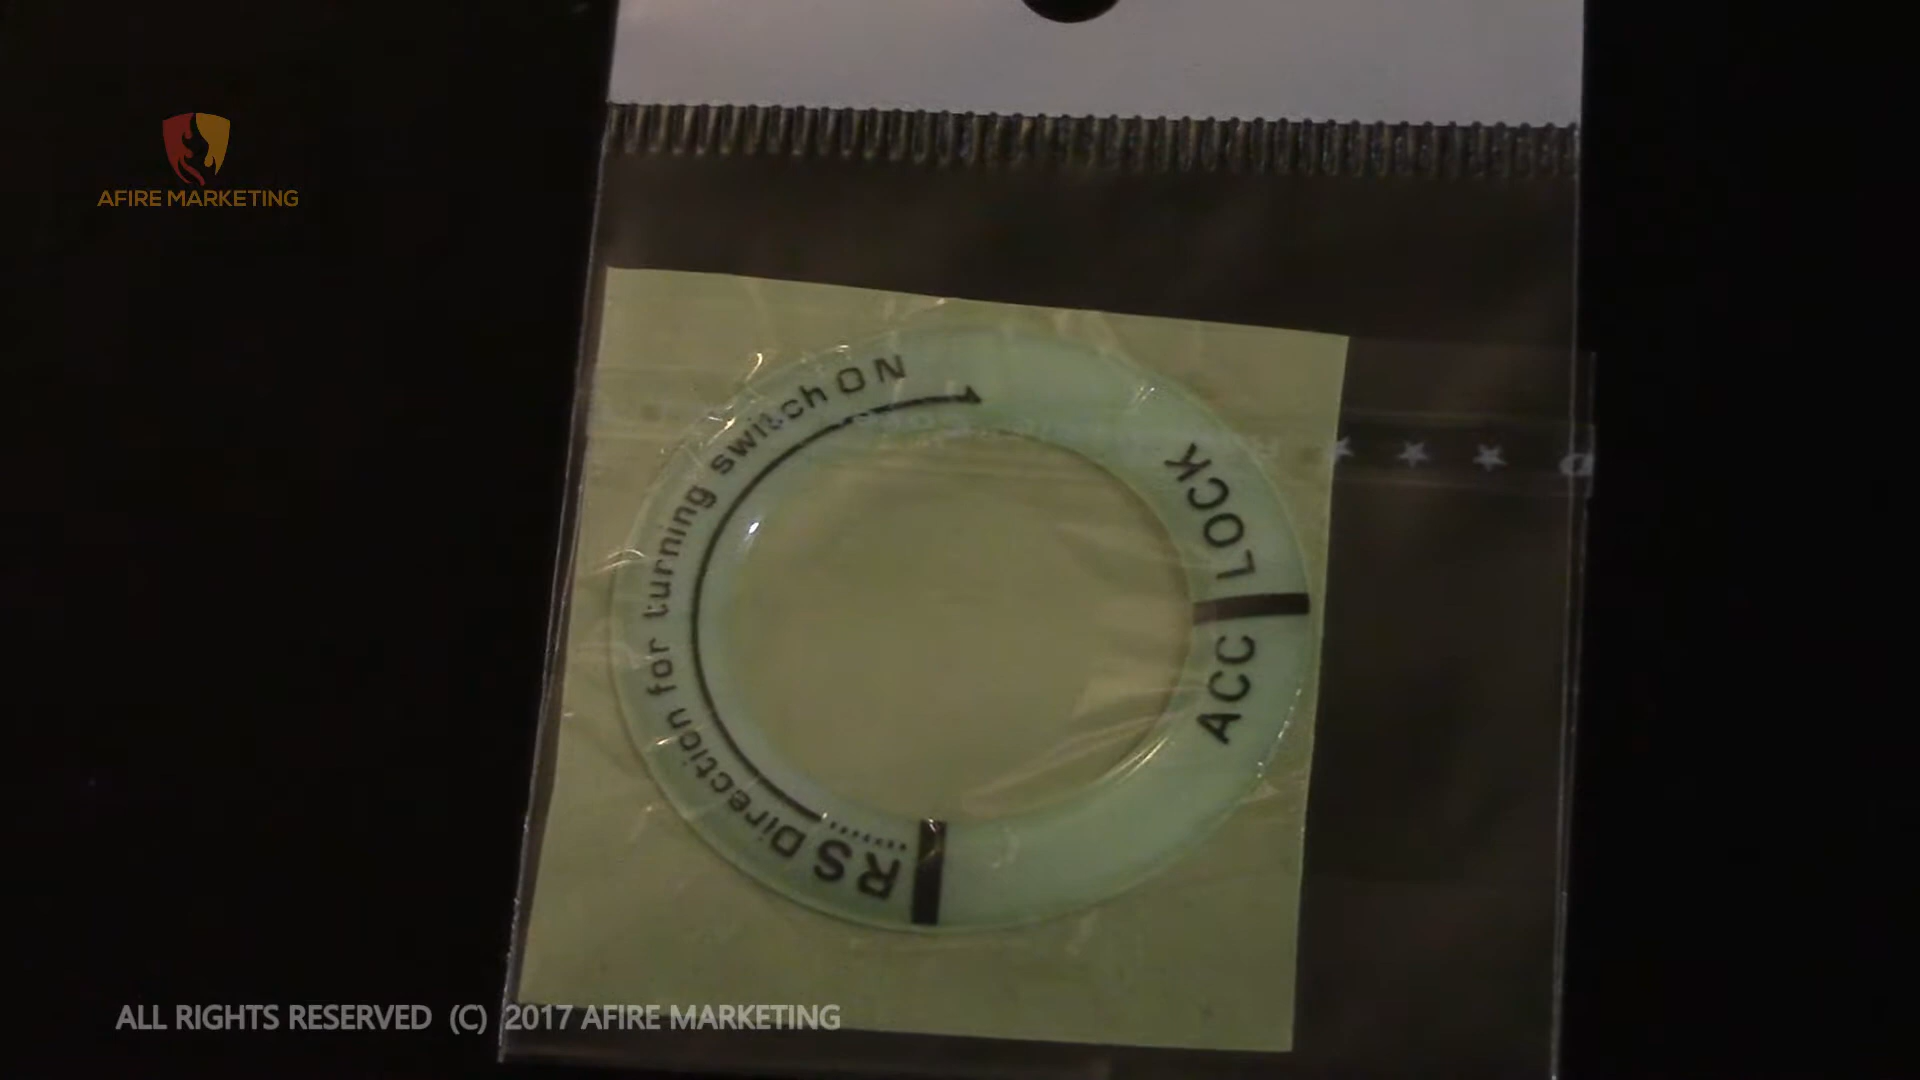 AFIRE MARKETING
RS Direction for turning switch ON
LOCK
ACC
ALL RIGHTS RESERVED (C) 2017 AFIRE MARKETING